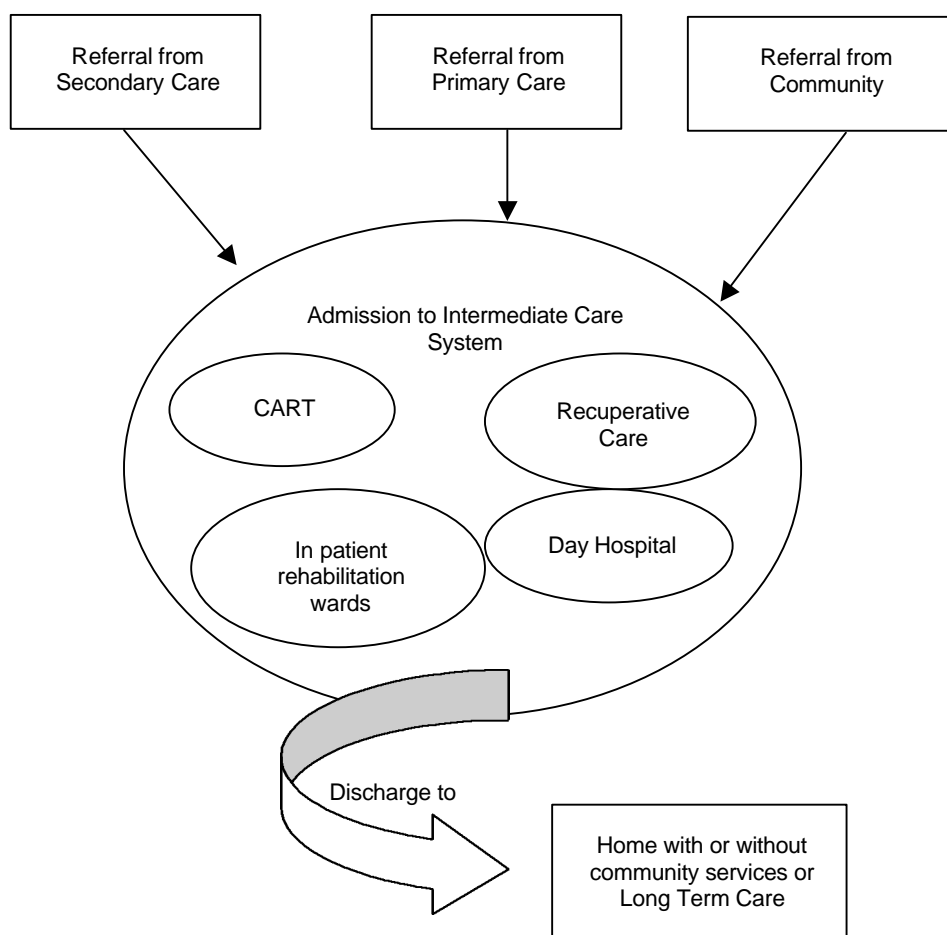 Referral from
Secondary Care
Referral from
Primary Care
Referral from
Community
Admission to Intermediate Care
System
CART
Recuperative
Care
In patient
rehabilitation
wards
Day Hospital
Discharge to
Home with or without
community services or
Long Term Care